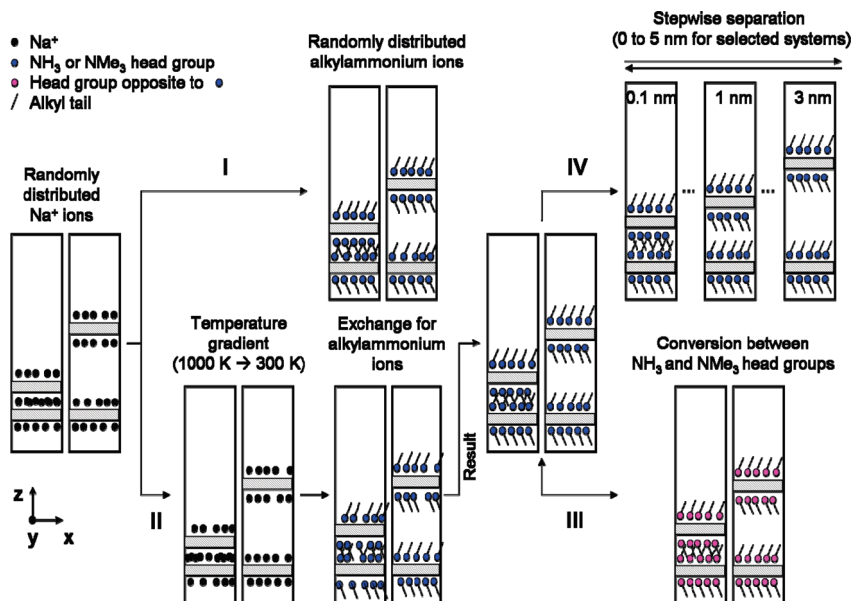 Na⁺
NH₃ or NMe₃ head group
Head group opposite to
Alkyl tail
Randomly
distributed
Na⁺ ions
I
Randomly distributed
alkylammonium ions
Stepwise separation
(0 to 5 nm for selected systems)
0.1 nm
1 nm
3 nm
...
...
IV
Temperature
gradient
(1000 K → 300 K)
Exchange for
alkylammonium
ions
Result
Conversion between
NH₃ and NMe₃ head groups
II
III
z
y
x